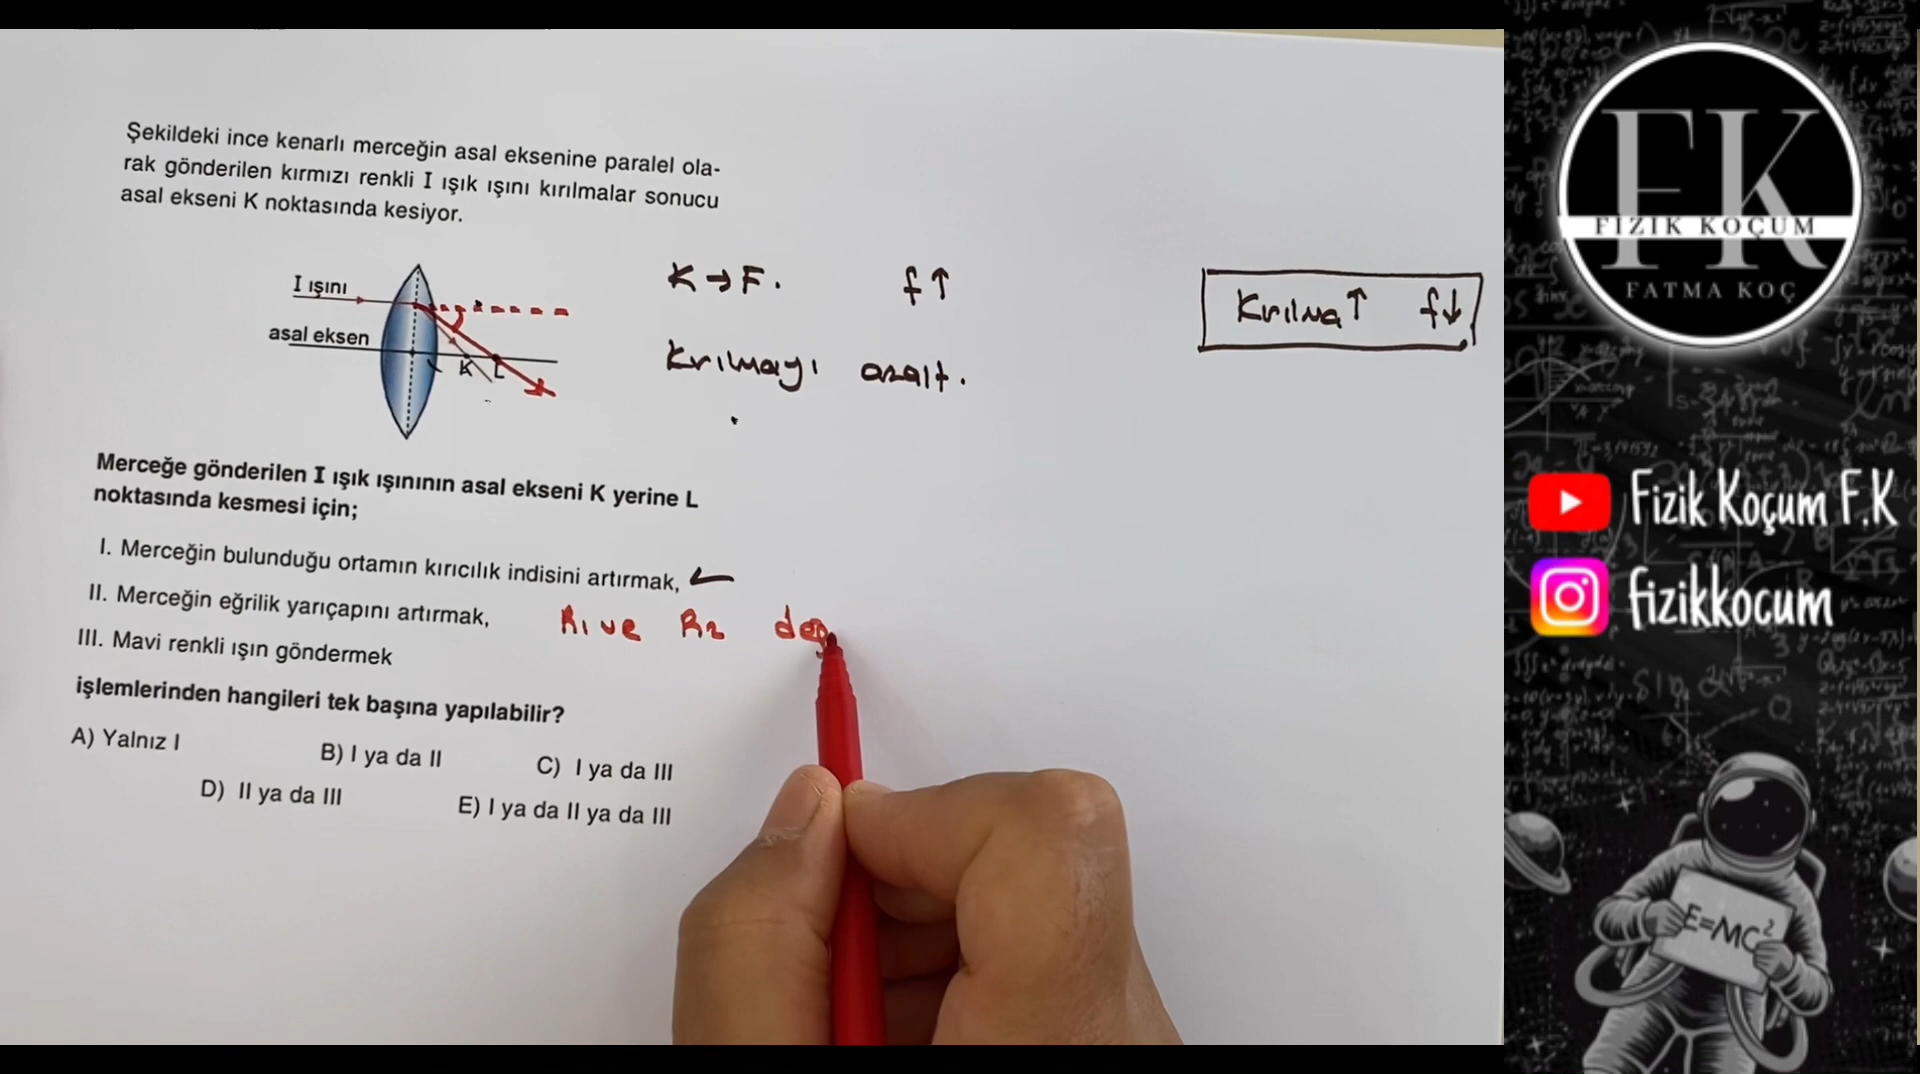 Şekildeki ince kenarlı merceğin asal eksenine paralel ola-
rak gönderilen kırmızı renkli I ışık ışını kırılmalar sonucu
asal ekseni K noktasında kesiyor.
I ışını
asal eksen
K L
K → F. f↑
Kırılmayı azalt.
Kırılma↑ f↓
Merceğe gönderilen I ışık ışınının asal ekseni K yerine L
noktasında kesmesi için;
I. Merceğin bulunduğu ortamın kırıcılık indisini artırmak,
II. Merceğin eğrilik yarıçapını artırmak,
R1 ve R2 değ
III. Mavi renkli ışın göndermek
işlemlerinden hangileri tek başına yapılabilir?
A) Yalnız I
B) I ya da II
C) I ya da III
D) II ya da III
E) I ya da II ya da III
FK
FIZIK KOÇUM
FATMA KOÇ
Fizik Koçum F.K
fizikkocum
E=MC²